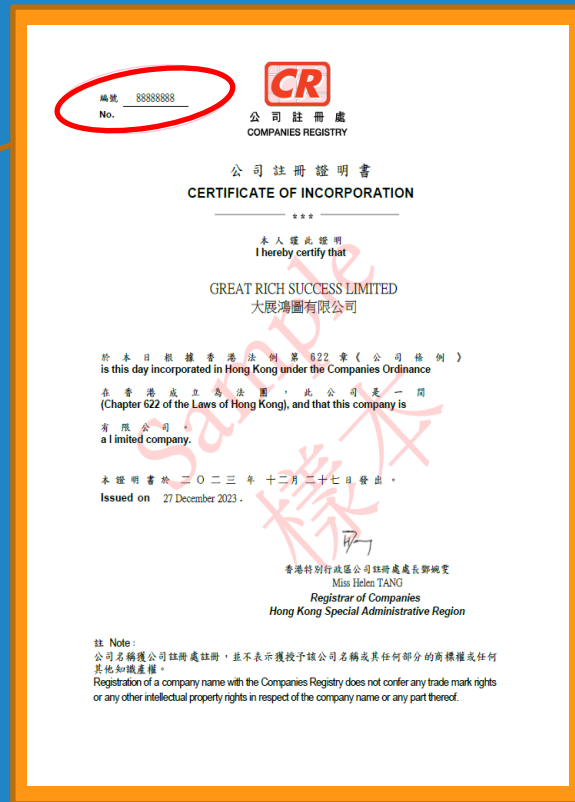 編號 88888888
No.
CR
公司註冊處
COMPANIES REGISTRY
公司註冊證明書
CERTIFICATE OF INCORPORATION
***
本人謹此證明
I hereby certify that
GREAT RICH SUCCESS LIMITED
大展鴻圖有限公司
於本日根據香港法例第622章《公司條例》
is this day incorporated in Hong Kong under the Companies Ordinance
在香港成立為法團，此公司是一間
(Chapter 622 of the Laws of Hong Kong), and that this company is
有限公司。
a limited company.
本證明書於二〇二三年十二月二十七日發出。
Issued on 27 December 2023.
Sample
樣本
香港特別行政區公司註冊處處長鄧婉雯
Miss Helen TANG
Registrar of Companies
Hong Kong Special Administrative Region
註 Note:
公司名稱獲公司註冊處註冊，並不表示獲授予該公司名稱或其任何部分的商標權或任何
其他知識產權。
Registration of a company name with the Companies Registry does not confer any trade mark rights
or any other intellectual property rights in respect of the company name or any part thereof.